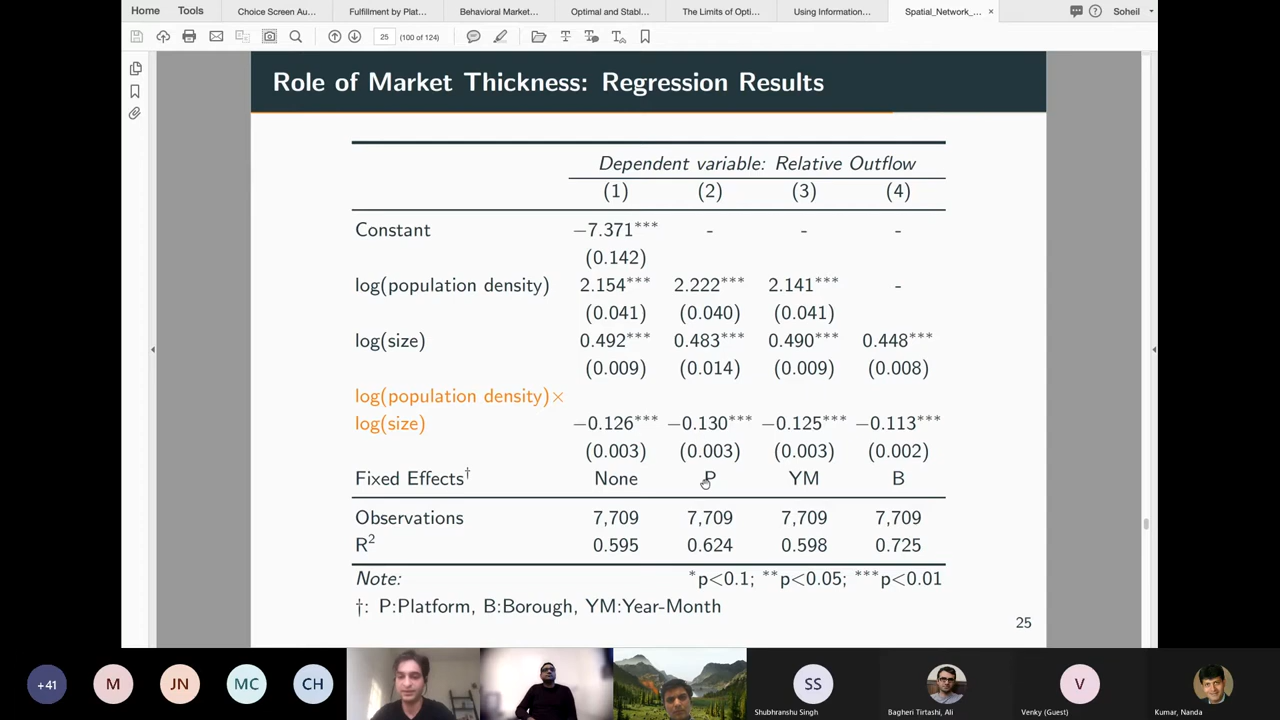 Home Tools Choice Screen Au... Fulfillment by Plat... Behavioral Market... Optimal and Stabl... The Limits of Opti... Using Information... Spatial_Network_... × Soheil
25 (100 of 124)
Role of Market Thickness: Regression Results
Dependent variable: Relative Outflow
(1) (2) (3) (4)
Constant −7.371*** - - -
(0.142)
log(population density) 2.154*** 2.222*** 2.141*** -
(0.041) (0.040) (0.041)
log(size) 0.492*** 0.483*** 0.490*** 0.448***
(0.009) (0.014) (0.009) (0.008)
log(population density)×
log(size) −0.126*** −0.130*** −0.125*** −0.113***
(0.003) (0.003) (0.003) (0.002)
Fixed Effects† None P YM B
Observations 7,709 7,709 7,709 7,709
R² 0.595 0.624 0.598 0.725
Note: *p<0.1; **p<0.05; ***p<0.01
†: P:Platform, B:Borough, YM:Year-Month
25
+41 M JN MC CH SS V
Shubhranshu Singh Bagheri Tirtashi, Ali Venky (Guest) Kumar, Nanda